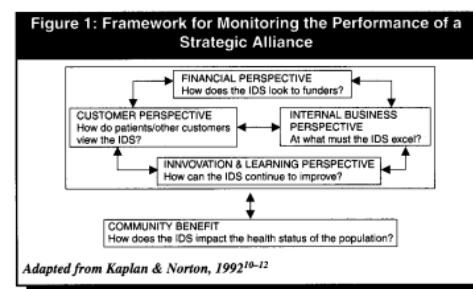 Figure 1: Framework for Monitoring the Performance of a
Strategic Alliance
FINANCIAL PERSPECTIVE
How does the IDS look to funders?
CUSTOMER PERSPECTIVE
How do patients/other customers
view the IDS?
INTERNAL BUSINESS
PERSPECTIVE
At what must the IDS excel?
INNVOVATION & LEARNING PERSPECTIVE
How can the IDS continue to improve?
COMMUNITY BENEFIT
How does the IDS impact the health status of the population?
Adapted from Kaplan & Norton, 1992¹⁰⁻¹²